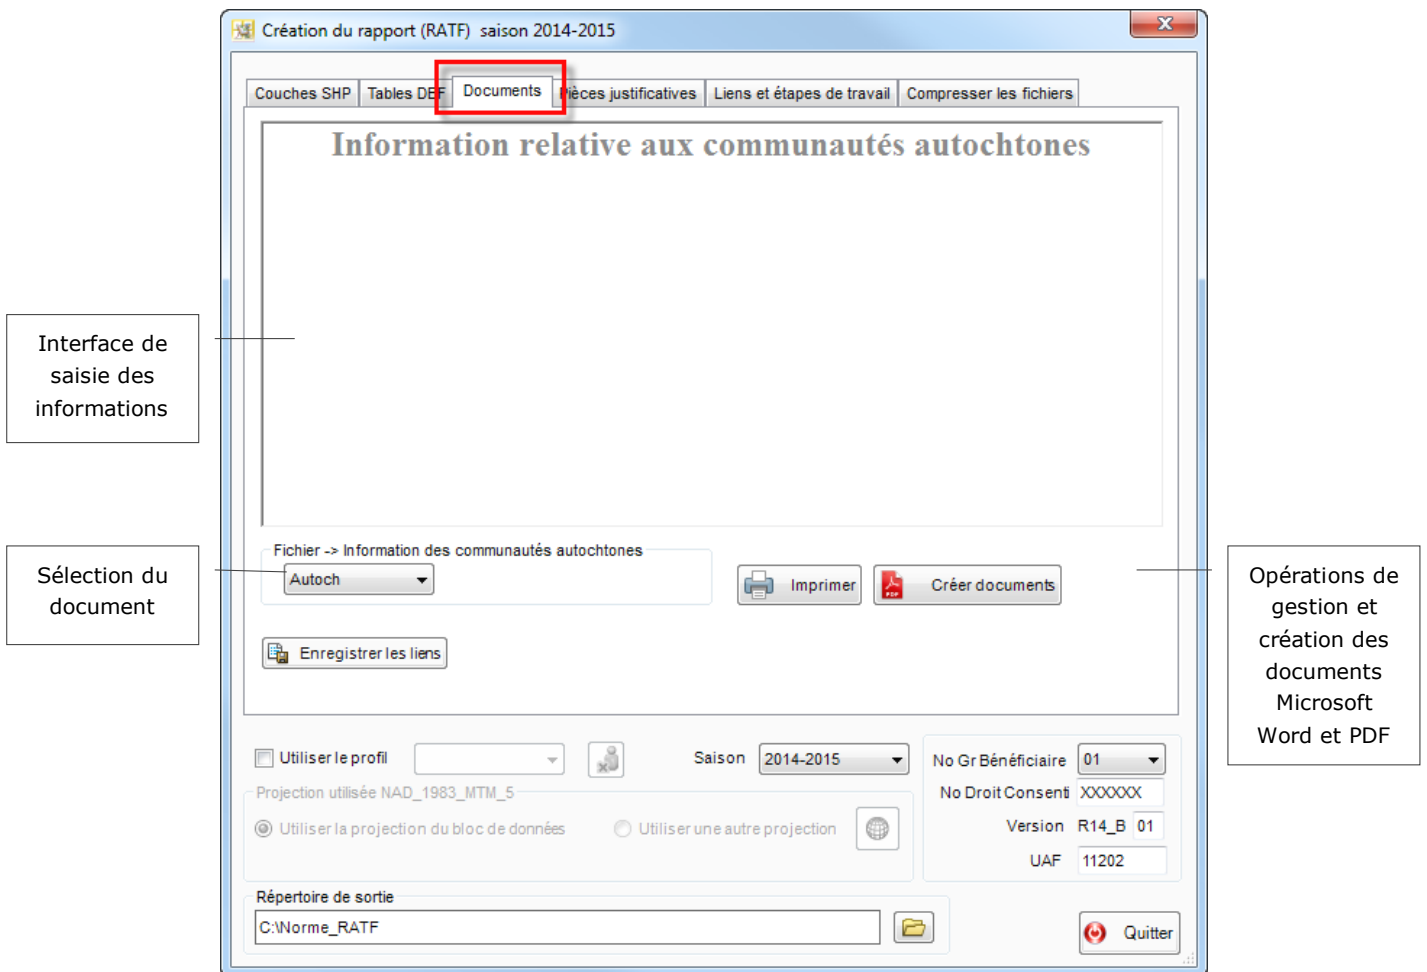 Création du rapport (RATF) saison 2014-2015
Couches SHP
Tables DEF
Documents
Pièces justificatives
Liens et étapes de travail
Compresser les fichiers
Information relative aux communautés autochtones
Interface de
saisie des
informations
Sélection du
document
Fichier -> Information des communautés autochtones
Autoch
Imprimer
PDF
Créer documents
Opérations de
gestion et
création des
documents
Microsoft
Word et PDF
Enregistrer les liens
Utiliser le profil
Saison
2014-2015
No Gr Bénéficiaire
01
Projection utilisée NAD_1983_MTM_5
Utiliser la projection du bloc de données
Utiliser une autre projection
No Droit Consenti
XXXXXX
Version R14_B 01
UAF 11202
Répertoire de sortie
C:\Norme_RATF
Quitter